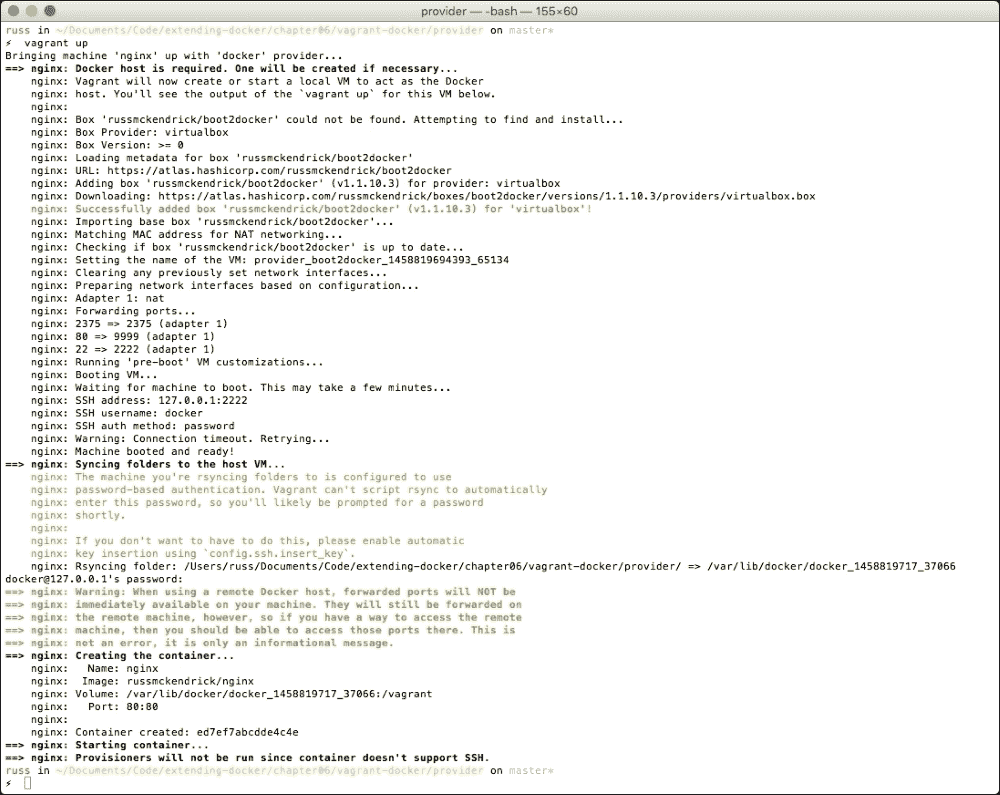 provider — -bash — 155×60
russ in ~/Documents/Code/extending-docker/chapter06/vagrant-docker/provider on master*
⚡ vagrant up
Bringing machine 'nginx' up with 'docker' provider...
==> nginx: Docker host is required. One will be created if necessary...
    nginx: Vagrant will now create or start a local VM to act as the Docker
    nginx: host. You'll see the output of the `vagrant up` for this VM below.
    nginx:
    nginx: Box 'russmckendrick/boot2docker' could not be found. Attempting to find and install...
    nginx: Box Provider: virtualbox
    nginx: Box Version: >= 0
    nginx: Loading metadata for box 'russmckendrick/boot2docker'
    nginx: URL: https://atlas.hashicorp.com/russmckendrick/boot2docker
    nginx: Adding box 'russmckendrick/boot2docker' (v1.1.10.3) for provider: virtualbox
    nginx: Downloading: https://atlas.hashicorp.com/russmckendrick/boxes/boot2docker/versions/1.1.10.3/providers/virtualbox.box
    nginx: Successfully added box 'russmckendrick/boot2docker' (v1.1.10.3) for 'virtualbox'!
    nginx: Importing base box 'russmckendrick/boot2docker'...
    nginx: Matching MAC address for NAT networking...
    nginx: Checking if box 'russmckendrick/boot2docker' is up to date...
    nginx: Setting the name of the VM: provider_boot2docker_1458819694393_65134
    nginx: Clearing any previously set network interfaces...
    nginx: Preparing network interfaces based on configuration...
    nginx: Adapter 1: nat
    nginx: Forwarding ports...
    nginx: 2375 => 2375 (adapter 1)
    nginx: 80 => 9999 (adapter 1)
    nginx: 22 => 2222 (adapter 1)
    nginx: Running 'pre-boot' VM customizations...
    nginx: Booting VM...
    nginx: Waiting for machine to boot. This may take a few minutes...
    nginx: SSH address: 127.0.0.1:2222
    nginx: SSH username: docker
    nginx: SSH auth method: password
    nginx: Warning: Connection timeout. Retrying...
    nginx: Machine booted and ready!
==> nginx: Syncing folders to the host VM...
    nginx: The machine you're rsyncing folders to is configured to use
    nginx: password-based authentication. Vagrant can't script rsync to automatically
    nginx: enter this password, so you'll likely be prompted for a password
    nginx: shortly.
    nginx:
    nginx: If you don't want to have to do this, please enable automatic
    nginx: key insertion using `config.ssh.insert_key`.
    nginx: Rsyncing folder: /Users/russ/Documents/Code/extending-docker/chapter06/vagrant-docker/provider/ => /var/lib/docker/docker_1458819717_37066
docker@127.0.0.1's password:
==> nginx: Warning: When using a remote Docker host, forwarded ports will NOT be
==> nginx: immediately available on your machine. They will still be forwarded on
==> nginx: the remote machine, however, so if you have a way to access the remote
==> nginx: machine, then you should be able to access those ports there. This is
==> nginx: not an error, it is only an informational message.
==> nginx: Creating the container...
    nginx:   Name: nginx
    nginx:  Image: russmckendrick/nginx
    nginx: Volume: /var/lib/docker/docker_1458819717_37066:/vagrant
    nginx:   Port: 80:80
    nginx:
    nginx: Container created: ed7ef7abcdde4c4e
==> nginx: Starting container...
==> nginx: Provisioners will not be run since container doesn't support SSH.
russ in ~/Documents/Code/extending-docker/chapter06/vagrant-docker/provider on master*
⚡